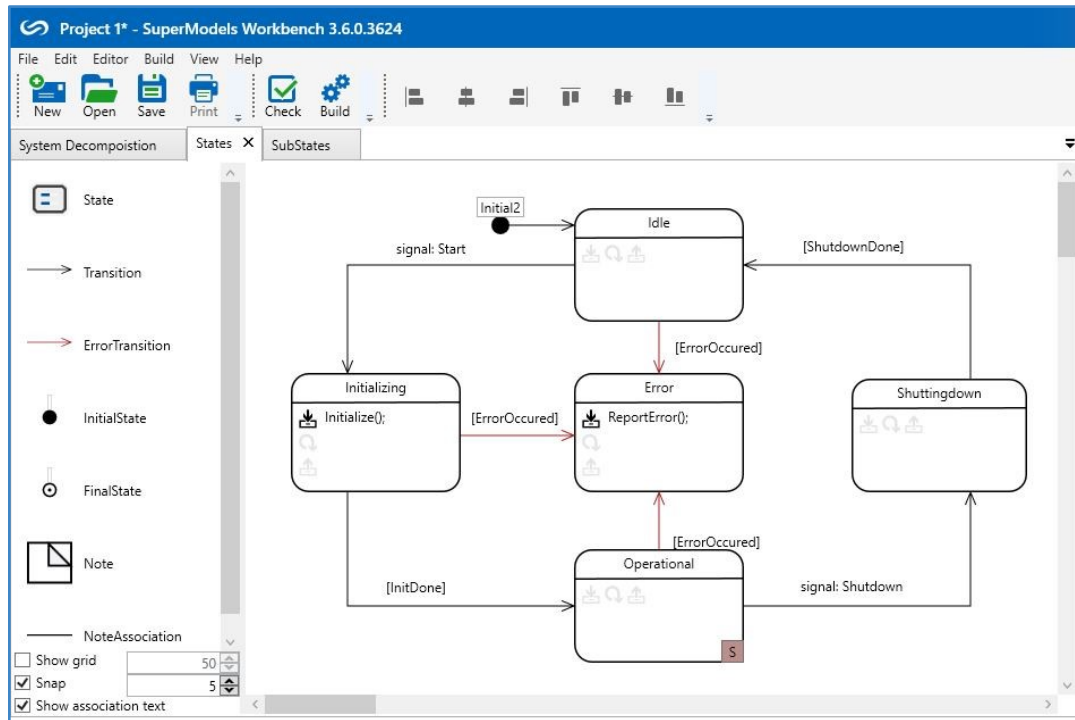 Project 1* - SuperModels Workbench 3.6.0.3624
File Edit Editor Build View Help
New Open Save Print Check Build
System Decompoistion States X SubStates
State
Transition
ErrorTransition
InitialState
FinalState
Note
NoteAssociation
Show grid 50
Snap 5
Show association text
Initial2
Idle
signal: Start
[ShutdownDone]
[ErrorOccured]
Initializing
Initialize();
[ErrorOccured]
Error
ReportError();
Shuttingdown
[ErrorOccured]
Operational
[InitDone]
signal: Shutdown
S